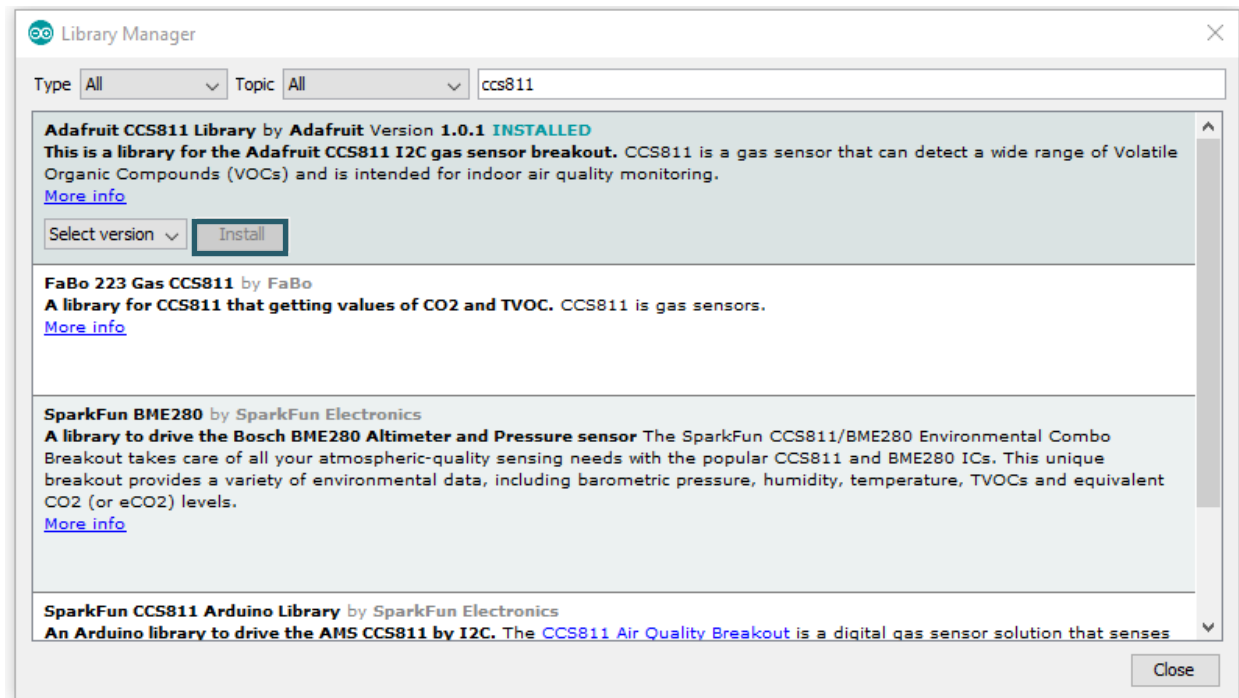 Library Manager
Type All Topic All ccs811
Adafruit CCS811 Library by Adafruit Version 1.0.1 INSTALLED
This is a library for the Adafruit CCS811 I2C gas sensor breakout. CCS811 is a gas sensor that can detect a wide range of Volatile
Organic Compounds (VOCs) and is intended for indoor air quality monitoring.
More info
Select version Install
FaBo 223 Gas CCS811 by FaBo
A library for CCS811 that getting values of CO2 and TVOC. CCS811 is gas sensors.
More info
SparkFun BME280 by SparkFun Electronics
A library to drive the Bosch BME280 Altimeter and Pressure sensor The SparkFun CCS811/BME280 Environmental Combo
Breakout takes care of all your atmospheric-quality sensing needs with the popular CCS811 and BME280 ICs. This unique
breakout provides a variety of environmental data, including barometric pressure, humidity, temperature, TVOCs and equivalent
CO2 (or eCO2) levels.
More info
SparkFun CCS811 Arduino Library by SparkFun Electronics
An Arduino library to drive the AMS CCS811 by I2C. The CCS811 Air Quality Breakout is a digital gas sensor solution that senses
Close